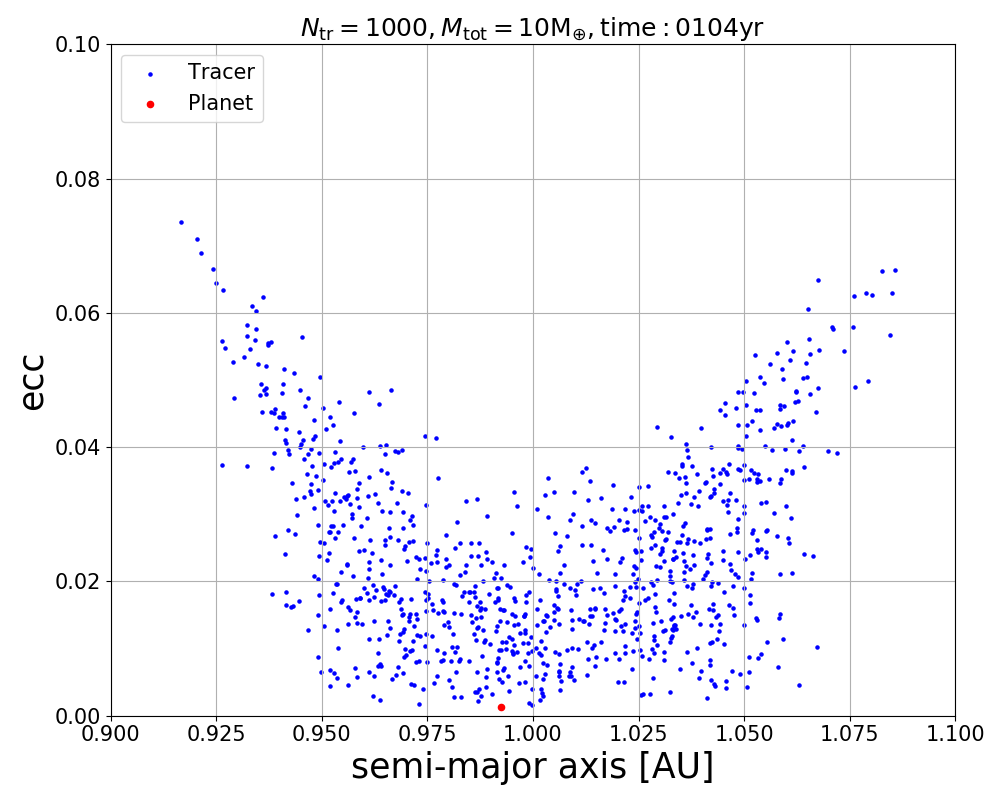 N_tr = 1000, M_tot = 10M_⊕, time : 0104yr
0.10
0.08
0.06
0.04
0.02
0.00
ecc
Tracer
Planet
0.900 0.925 0.950 0.975 1.000 1.025 1.050 1.075 1.100
semi-major axis [AU]